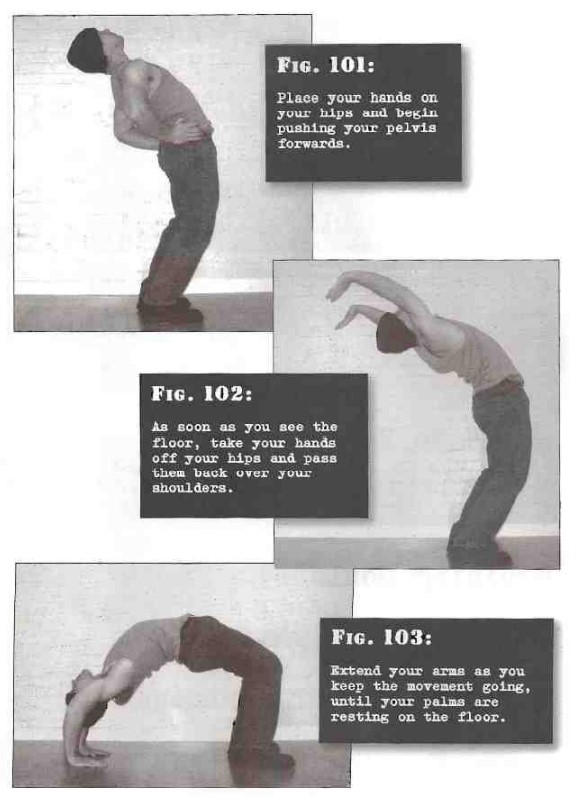 Fig. 101:
Place your hands on
your hips and begin
pushing your pelvis
forwards.
Fig. 102:
As soon as you see the
floor, take your hands
off your hips and pass
them back over your
shoulders.
Fig. 103:
Extend your arms as you
keep the movement going,
until your palms are
resting on the floor.